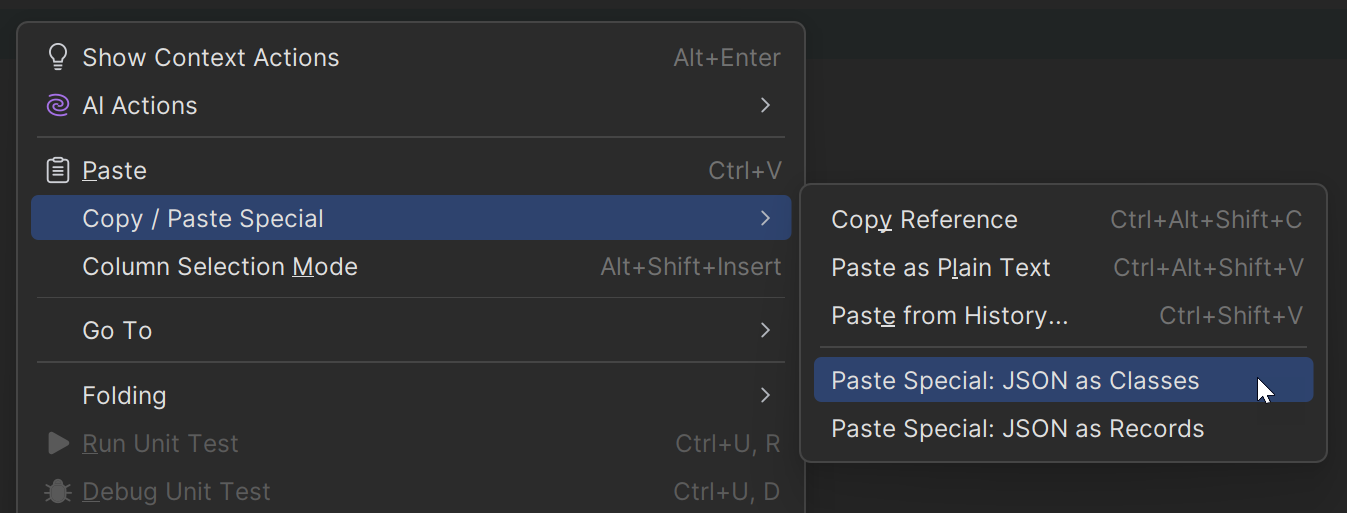 Show Context Actions Alt+Enter
AI Actions
Paste Ctrl+V
Copy / Paste Special
Column Selection Mode Alt+Shift+Insert
Go To
Folding
Run Unit Test Ctrl+U, R
Debug Unit Test Ctrl+U, D
Copy Reference Ctrl+Alt+Shift+C
Paste as Plain Text Ctrl+Alt+Shift+V
Paste from History... Ctrl+Shift+V
Paste Special: JSON as Classes
Paste Special: JSON as Records